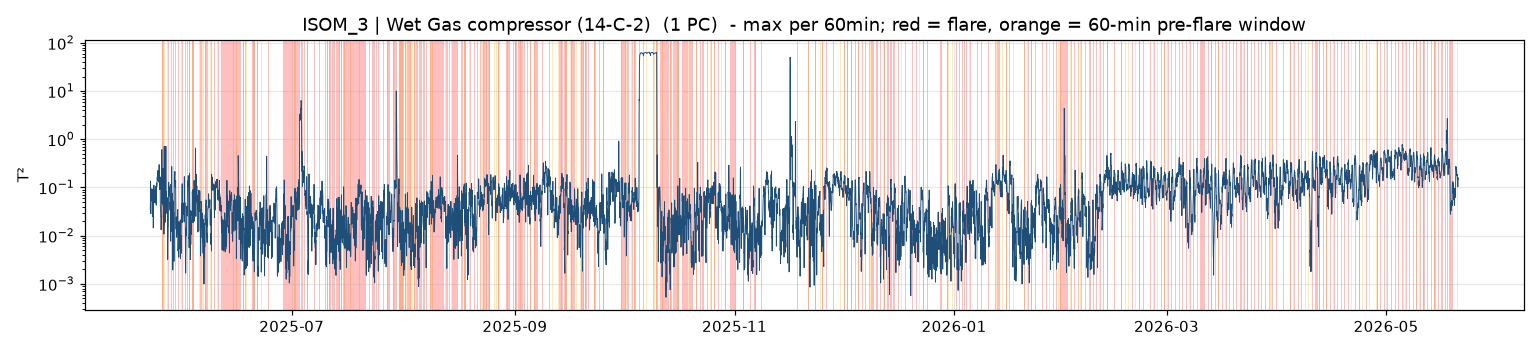 ISOM_3 | Wet Gas compressor (14-C-2)  (1 PC)  - max per 60min; red = flare, orange = 60-min pre-flare window
T²
10²
10¹
10⁰
10⁻¹
10⁻²
10⁻³
2025-07 2025-09 2025-11 2026-01 2026-03 2026-05